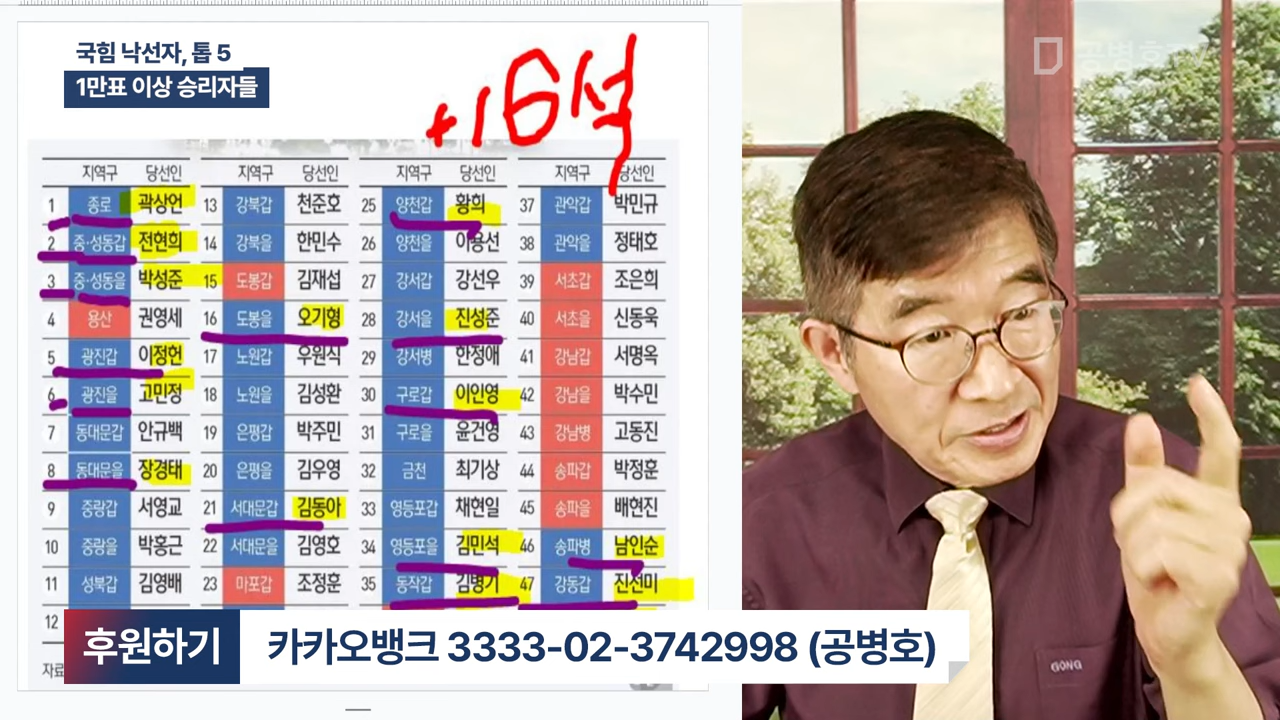 국힘 낙선자, 톱 5
1만표 이상 승리자들
+16석
공병호TV
지역구 당선인 지역구 당선인 지역구 당선인 지역구 당선인
1 종로 곽상언 13 강북갑 천준호 25 양천갑 황희 37 관악갑 박민규
2 중·성동갑 전현희 14 강북을 한민수 26 양천을 이용선 38 관악을 정태호
3 중·성동을 박성준 15 도봉갑 김재섭 27 강서갑 강선우 39 서초갑 조은희
4 용산 권영세 16 도봉을 오기형 28 강서을 진성준 40 서초을 신동욱
5 광진갑 이정헌 17 노원갑 우원식 29 강서병 한정애 41 강남갑 서명옥
6 광진을 고민정 18 노원을 김성환 30 구로갑 이인영 42 강남을 박수민
7 동대문갑 안규백 19 은평갑 박주민 31 구로을 윤건영 43 강남병 고동진
8 동대문을 장경태 20 은평을 김우영 32 금천 최기상 44 송파갑 박정훈
9 중랑갑 서영교 21 서대문갑 김동아 33 영등포갑 채현일 45 송파을 배현진
10 중랑을 박홍근 22 서대문을 김영호 34 영등포을 김민석 46 송파병 남인순
11 성북갑 김영배 23 마포갑 조정훈 35 동작갑 김병기 47 강동갑 진선미
12
자료
후원하기 카카오뱅크 3333-02-3742998 (공병호)
GONG